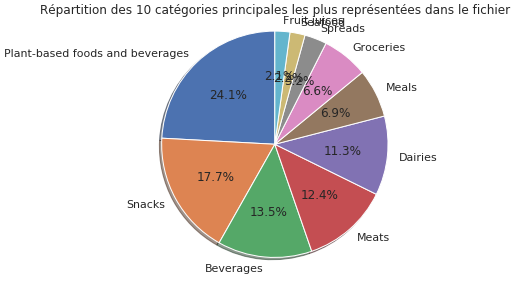 Répartition des 10 catégories principales les plus représentées dans le fichier
Fruit juices
Seafood
Spreads
Groceries
Plant-based foods and beverages
Meals
Dairies
Snacks
Meats
Beverages
2.1%
3.2%
6.6%
24.1%
6.9%
11.3%
17.7%
12.4%
13.5%